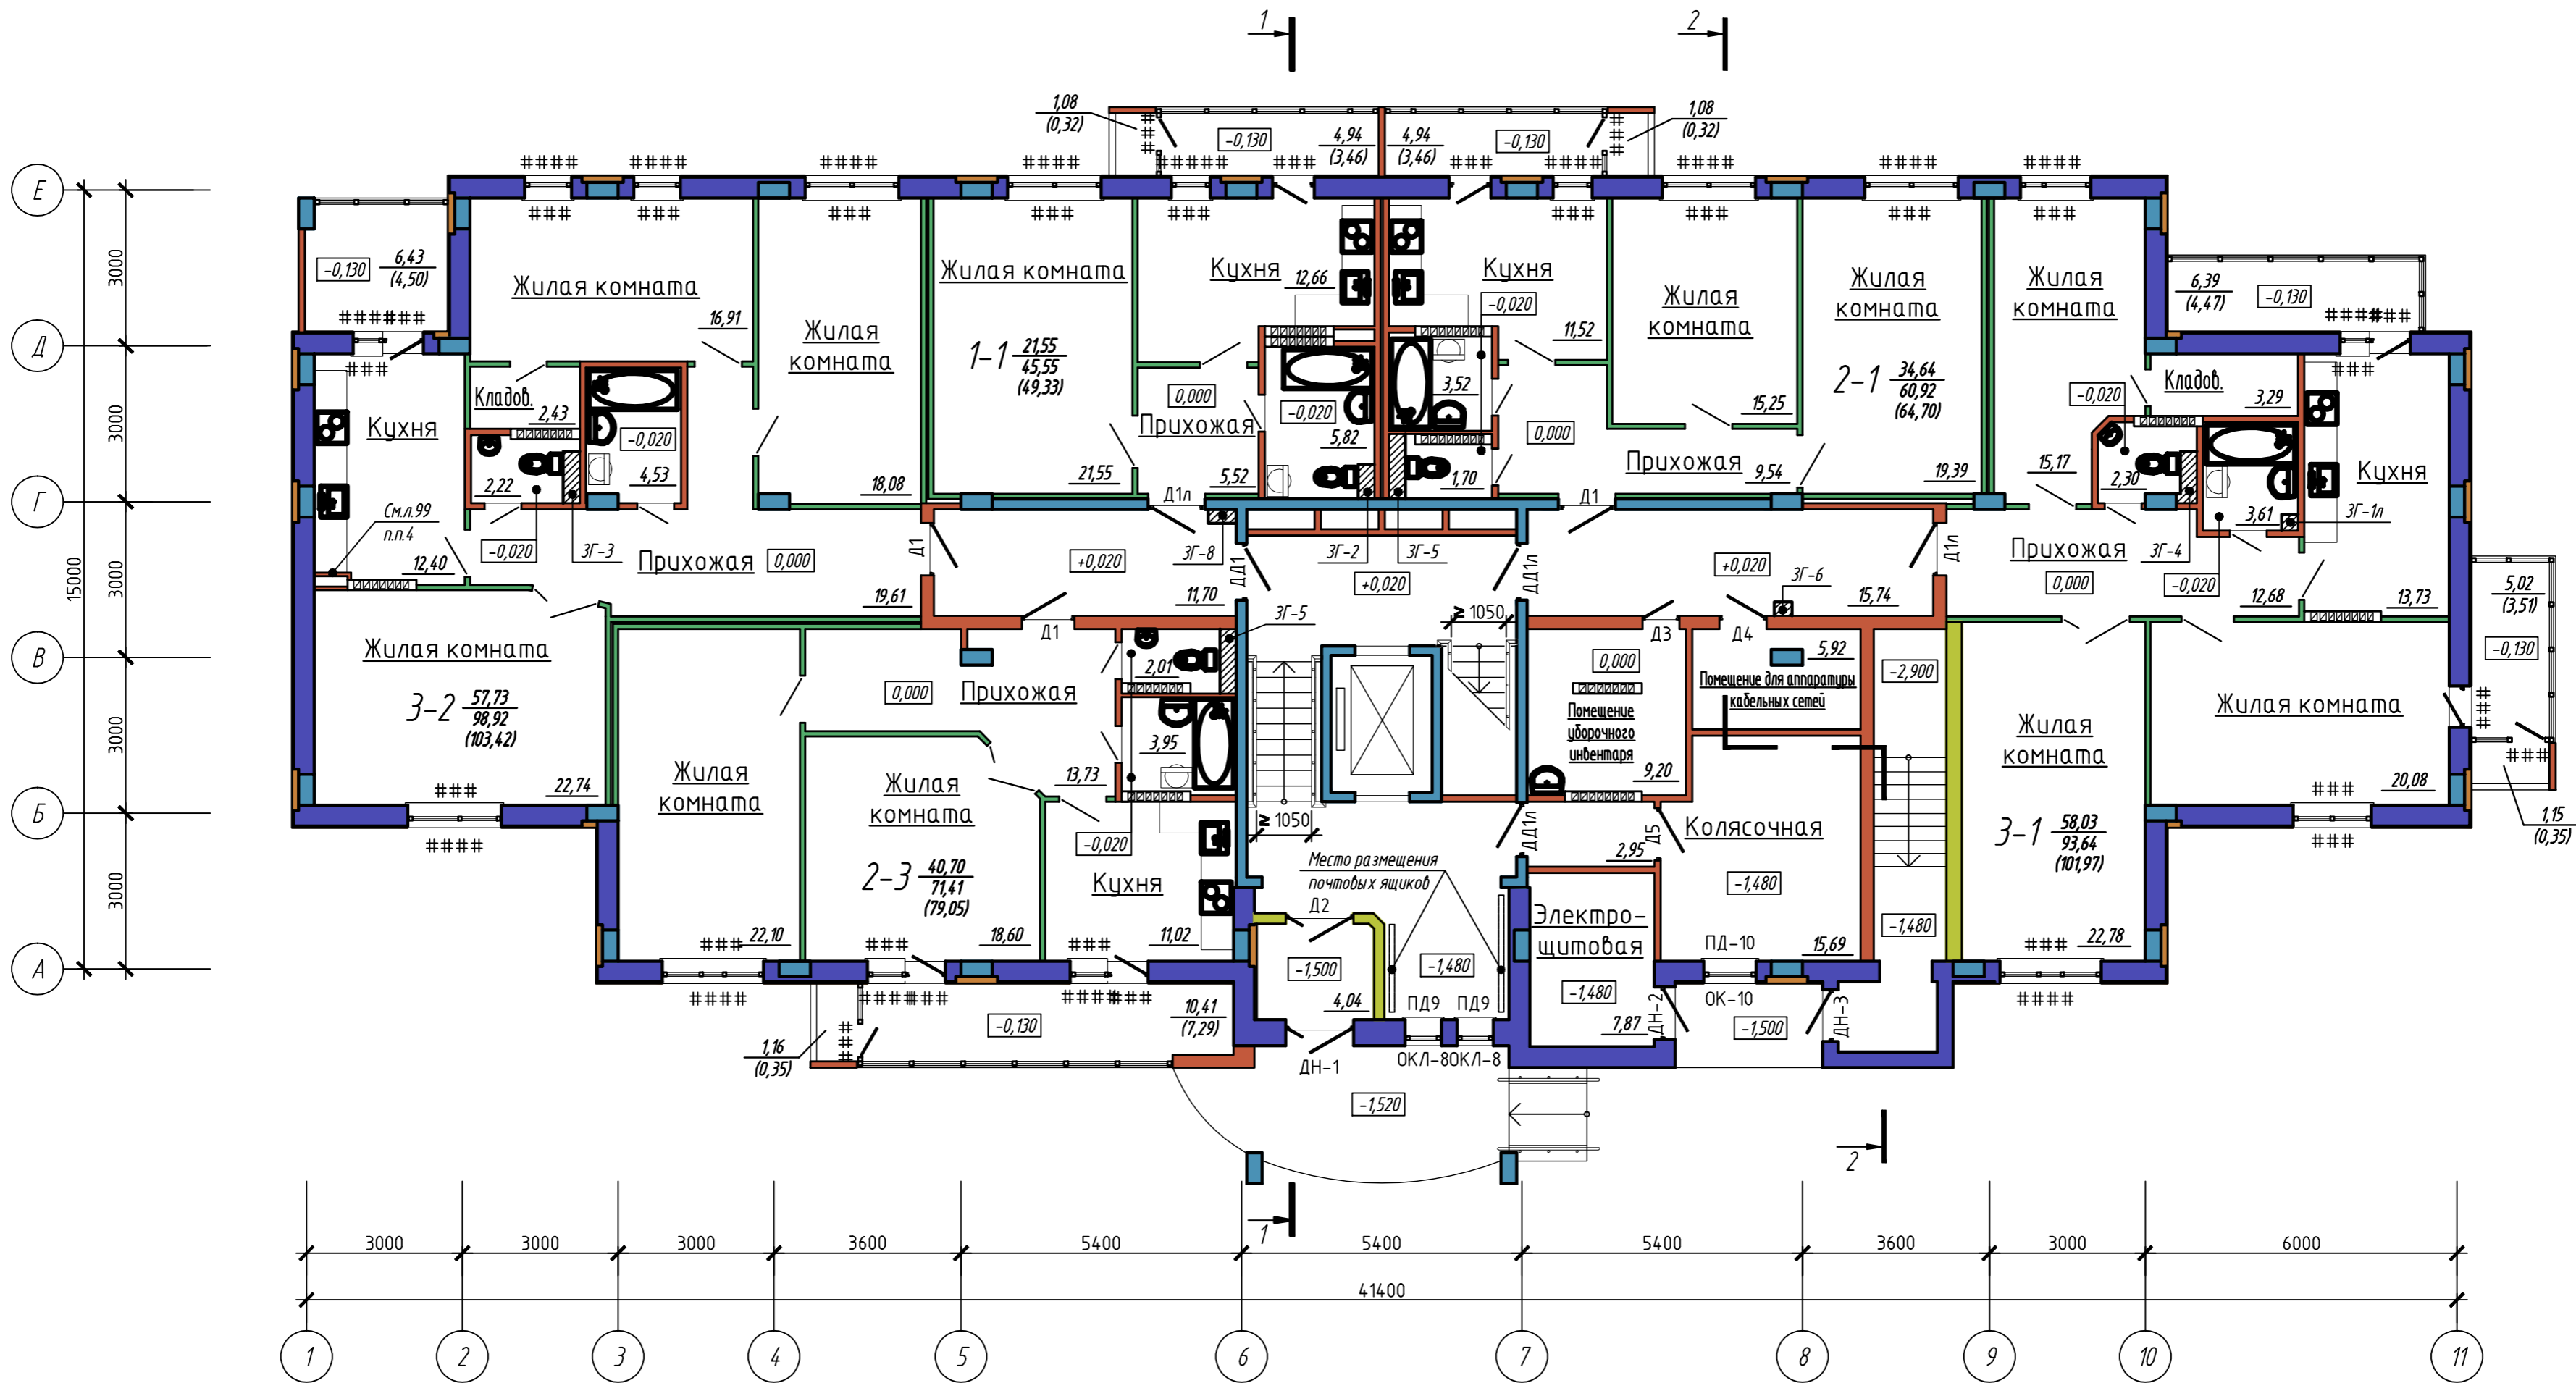 1
2
1,08
(0,32)
-0,130
4,94
(3,46)
4,94
(3,46)
-0,130
1,08
(0,32)
Е
Д
Г
В
Б
А
3000
3000
3000
3000
3000
15000
#### #### #### #### ##### ### ### #### #### #### ####
### ### ### ### ### ### ### ### ###
-0,130
6,43
(4,50)
#######
###
Жилая комната
16,91
Жилая
комната
18,08
Жилая комната
1-1
21,55
45,55
(49,33)
21,55
Кухня
12,66
0,000
Прихожая
5,52
-0,020
5,82
Кухня
-0,020
11,52
3,52
0,000
1,70
Жилая
комната
15,25
Прихожая
9,54
Жилая
комната
2-1
34,64
60,92
(64,70)
19,39
Жилая
комната
15,17
6,39
(4,47)
-0,130
#######
###
-0,020
Кладов.
3,29
2,30
3,61
ЗГ-1л
Кухня
13,73
Кухня
См.л.99
п.п.4
12,40
Кладов.
2,43
2,22
-0,020
4,53
-0,020
ЗГ-3
Прихожая
0,000
19,61
Д1
+0,020
Д1л
ЗГ-8
11,70
ДД1
ЗГ-2
ЗГ-5
+0,020
ДД1л
Д1
+0,020
ЗГ-6
15,74
Д1л
Прихожая
0,000
ЗГ-4
-0,020
12,68
5,02
(3,51)
-0,130
###
###
1,15
(0,35)
Жилая комната
3-2
57,73
98,92
(103,42)
22,74
###
####
Жилая
комната
22,10
###
####
0,000
Прихожая
13,73
Д1
ЗГ-5
2,01
3,95
-0,020
Жилая
комната
2-3
40,70
71,41
(79,05)
18,60
###
Кухня
11,02
###
≥ 1050
≥ 1050
0,000
Д3
Помещение
уборочного
инвентаря
9,20
Д4
5,92
Помещение для аппаратуры
кабельных сетей
-2,900
Жилая
комната
3-1
58,03
93,64
(101,97)
22,78
###
####
Жилая комната
20,08
###
###
Место размещения
почтовых ящиков
ДД1л
2,95
Д5
Колясочная
-1,480
15,69
-1,480
Д2
-1,500
4,04
-1,480
ПД9
ПД9
Электро-
щитовая
-1,480
7,87
ДН-2
ПД-10
ОК-10
-1,500
ДН-3
#######
#######
1,16
(0,35)
###
-0,130
10,41
(7,29)
ДН-1
ОКЛ-8
ОКЛ-8
-1,520
2
1
3000
3000
3000
3600
5400
5400
5400
3600
3000
6000
41400
1
2
3
4
5
6
7
8
9
10
11